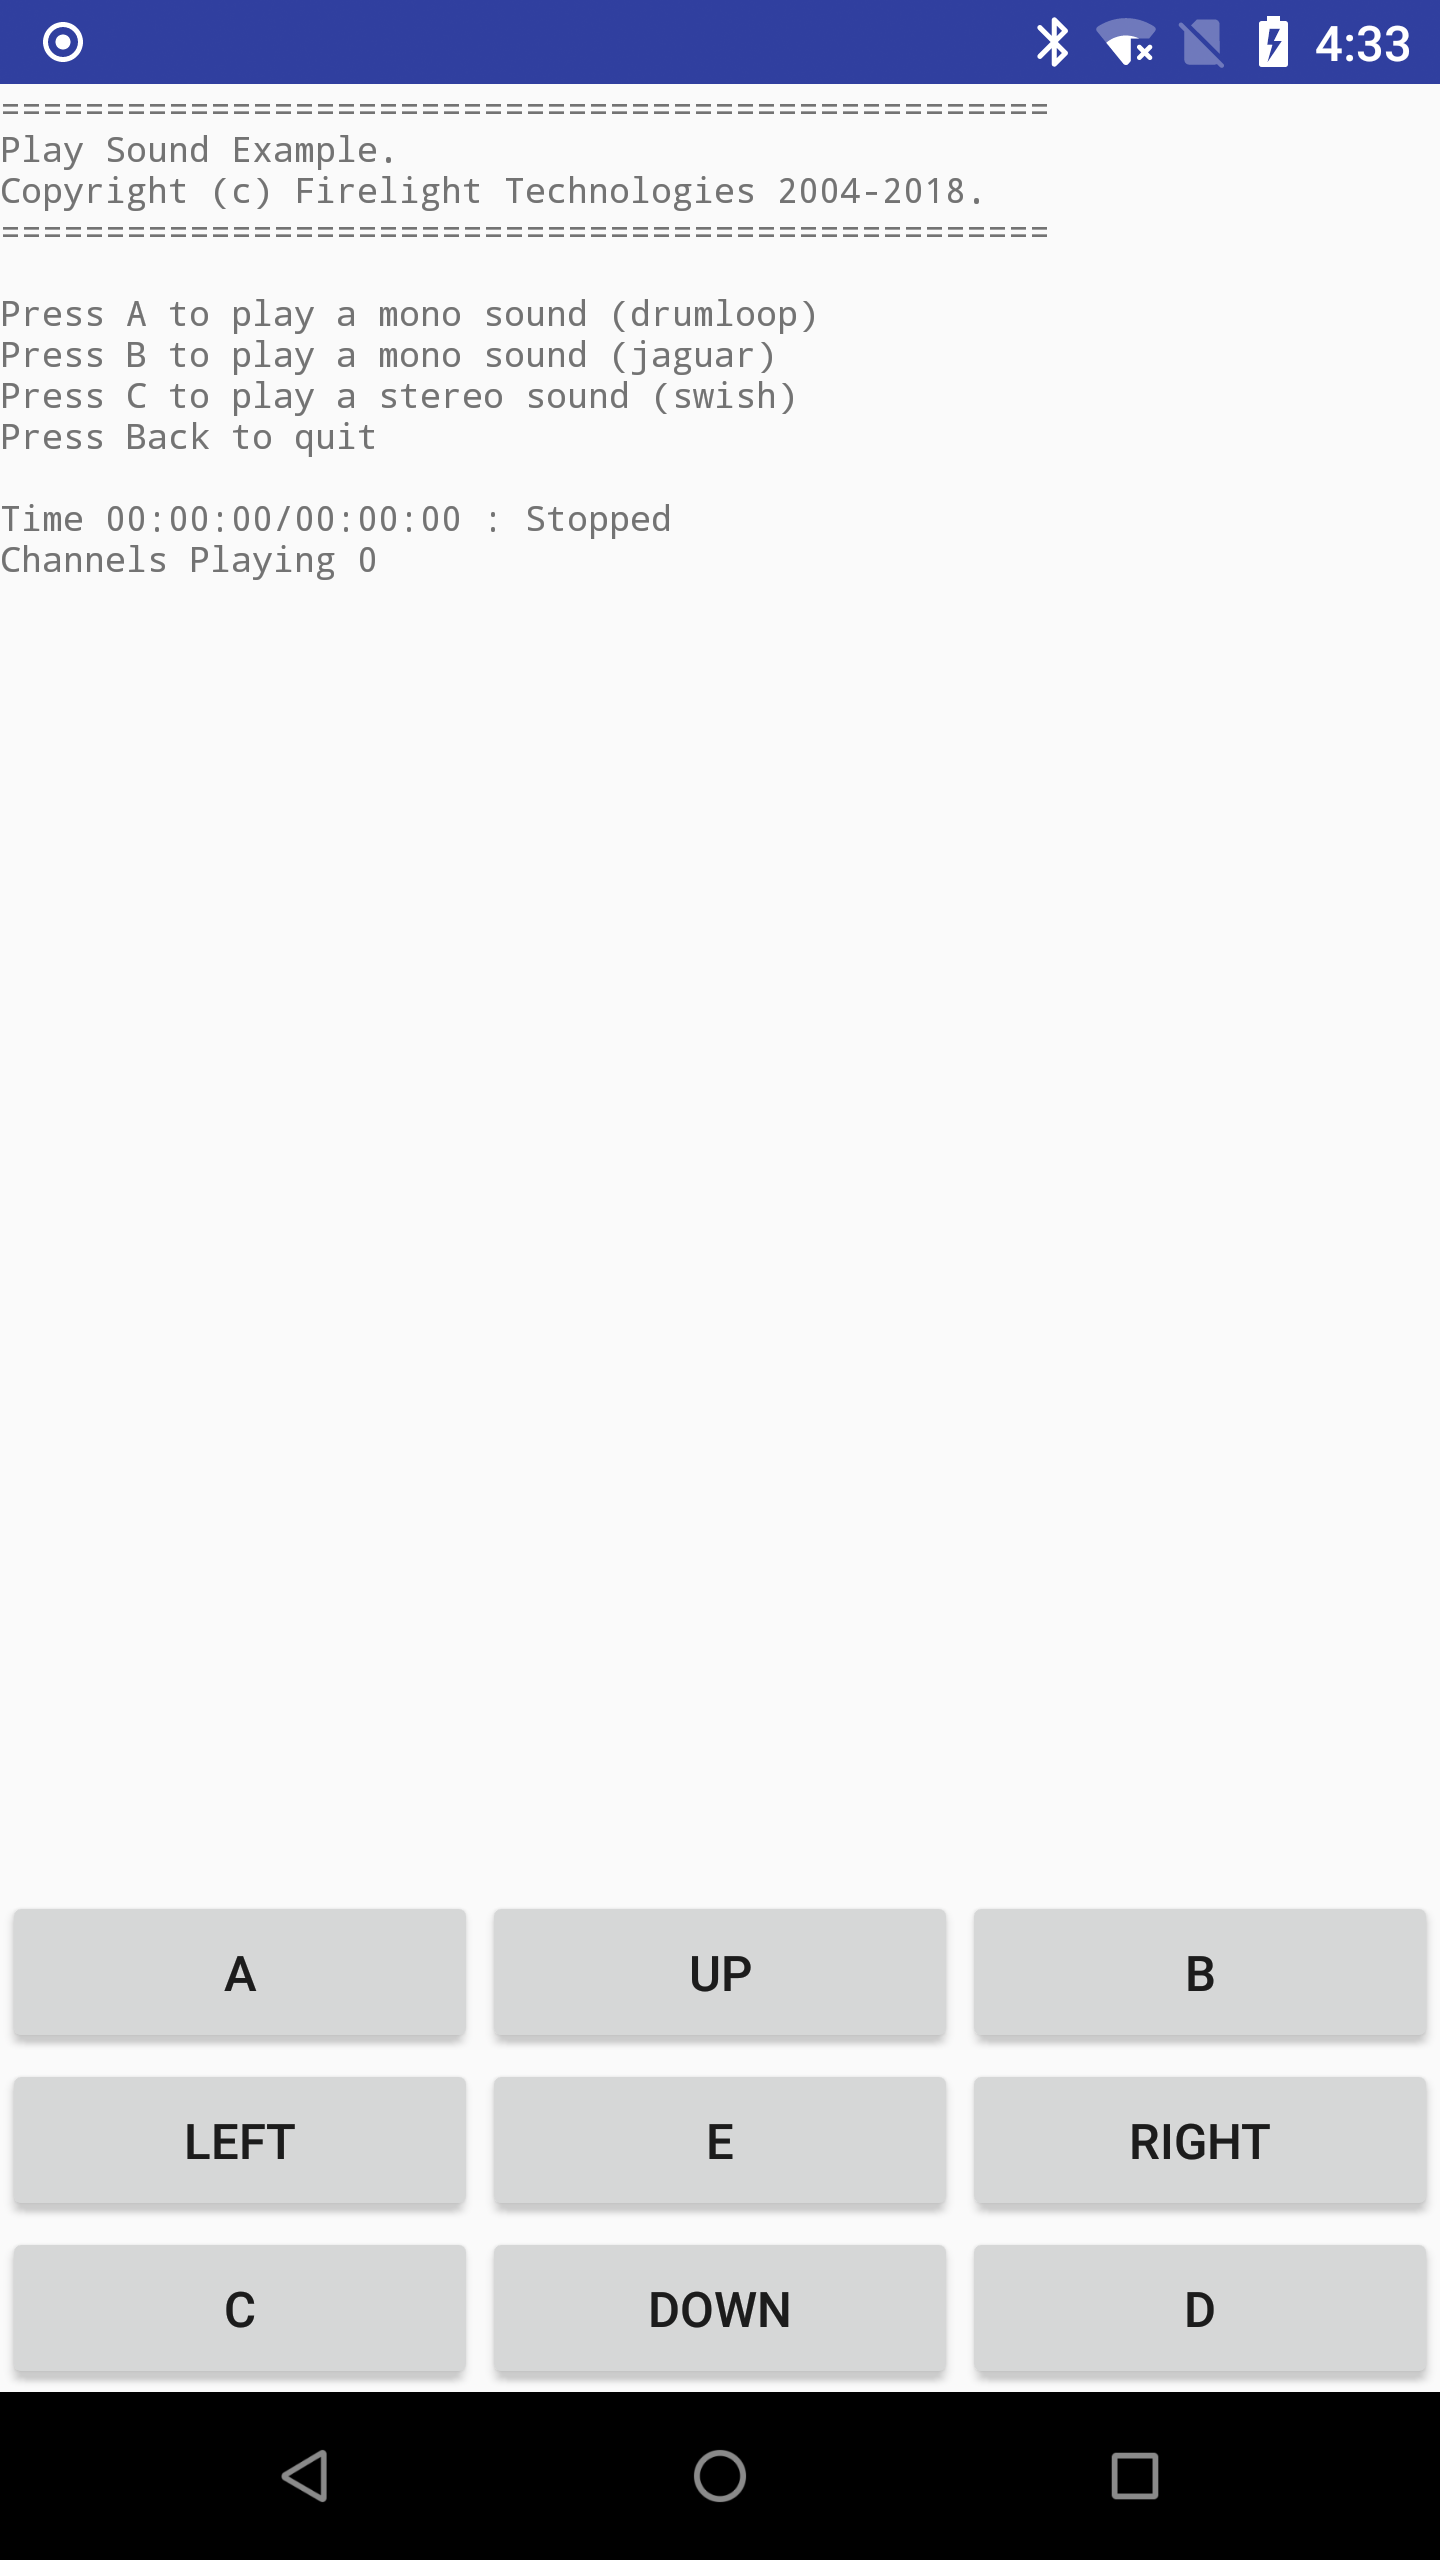 4:33
==================================================
Play Sound Example.
Copyright (c) Firelight Technologies 2004-2018.
==================================================
Press A to play a mono sound (drumloop)
Press B to play a mono sound (jaguar)
Press C to play a stereo sound (swish)
Press Back to quit
Time 00:00:00/00:00:00 : Stopped
Channels Playing 0
A UP B
LEFT E RIGHT
C DOWN D